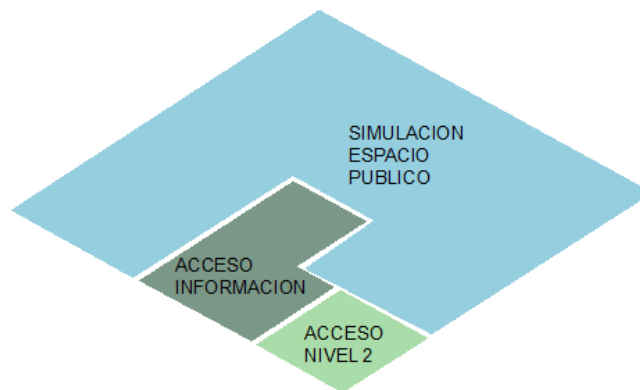 SIMULACION
ESPACIO
PUBLICO
ACCESO
INFORMACION
ACCESO
NIVEL 2